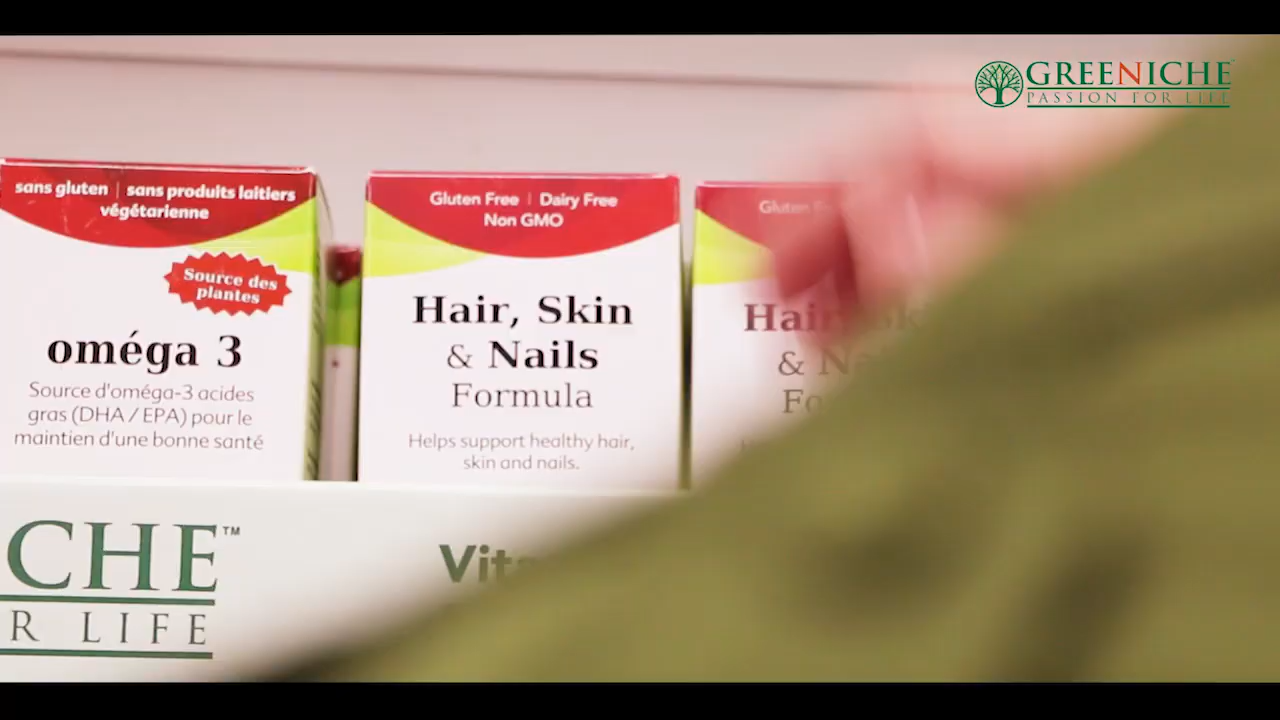 GREENICHE
PASSION FOR LIFE
sans gluten | sans produits laitiers
végétarienne
Source des
plantes
oméga 3
Source d'oméga-3 acides
gras (DHA / EPA) pour le
maintien d'une bonne santé
Gluten Free | Dairy Free
Non GMO
Hair, Skin
& Nails
Formula
Helps support healthy hair,
skin and nails.
Gluten
Hair,
&
CHE™
R LIFE